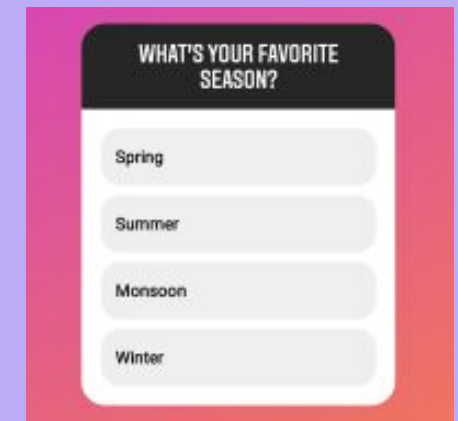 WHAT'S YOUR FAVORITE
SEASON?
Spring
Summer
Monsoon
Winter